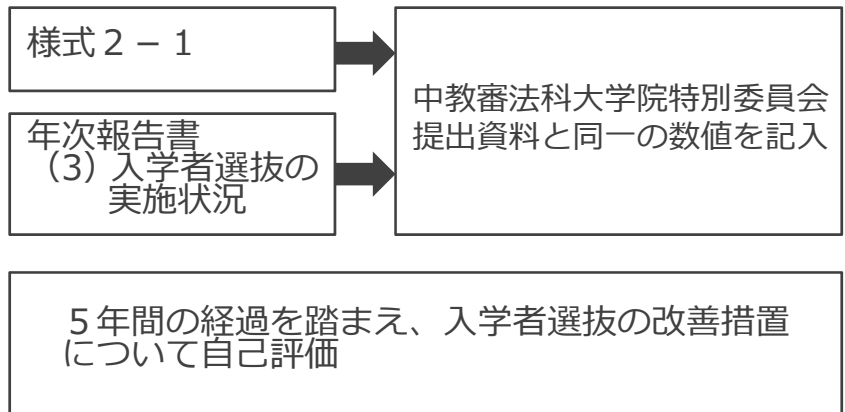 様式２－１
年次報告書
（3）入学者選抜の
実施状況
中教審法科大学院特別委員会
提出資料と同一の数値を記入
５年間の経過を踏まえ、入学者選抜の改善措置
について自己評価